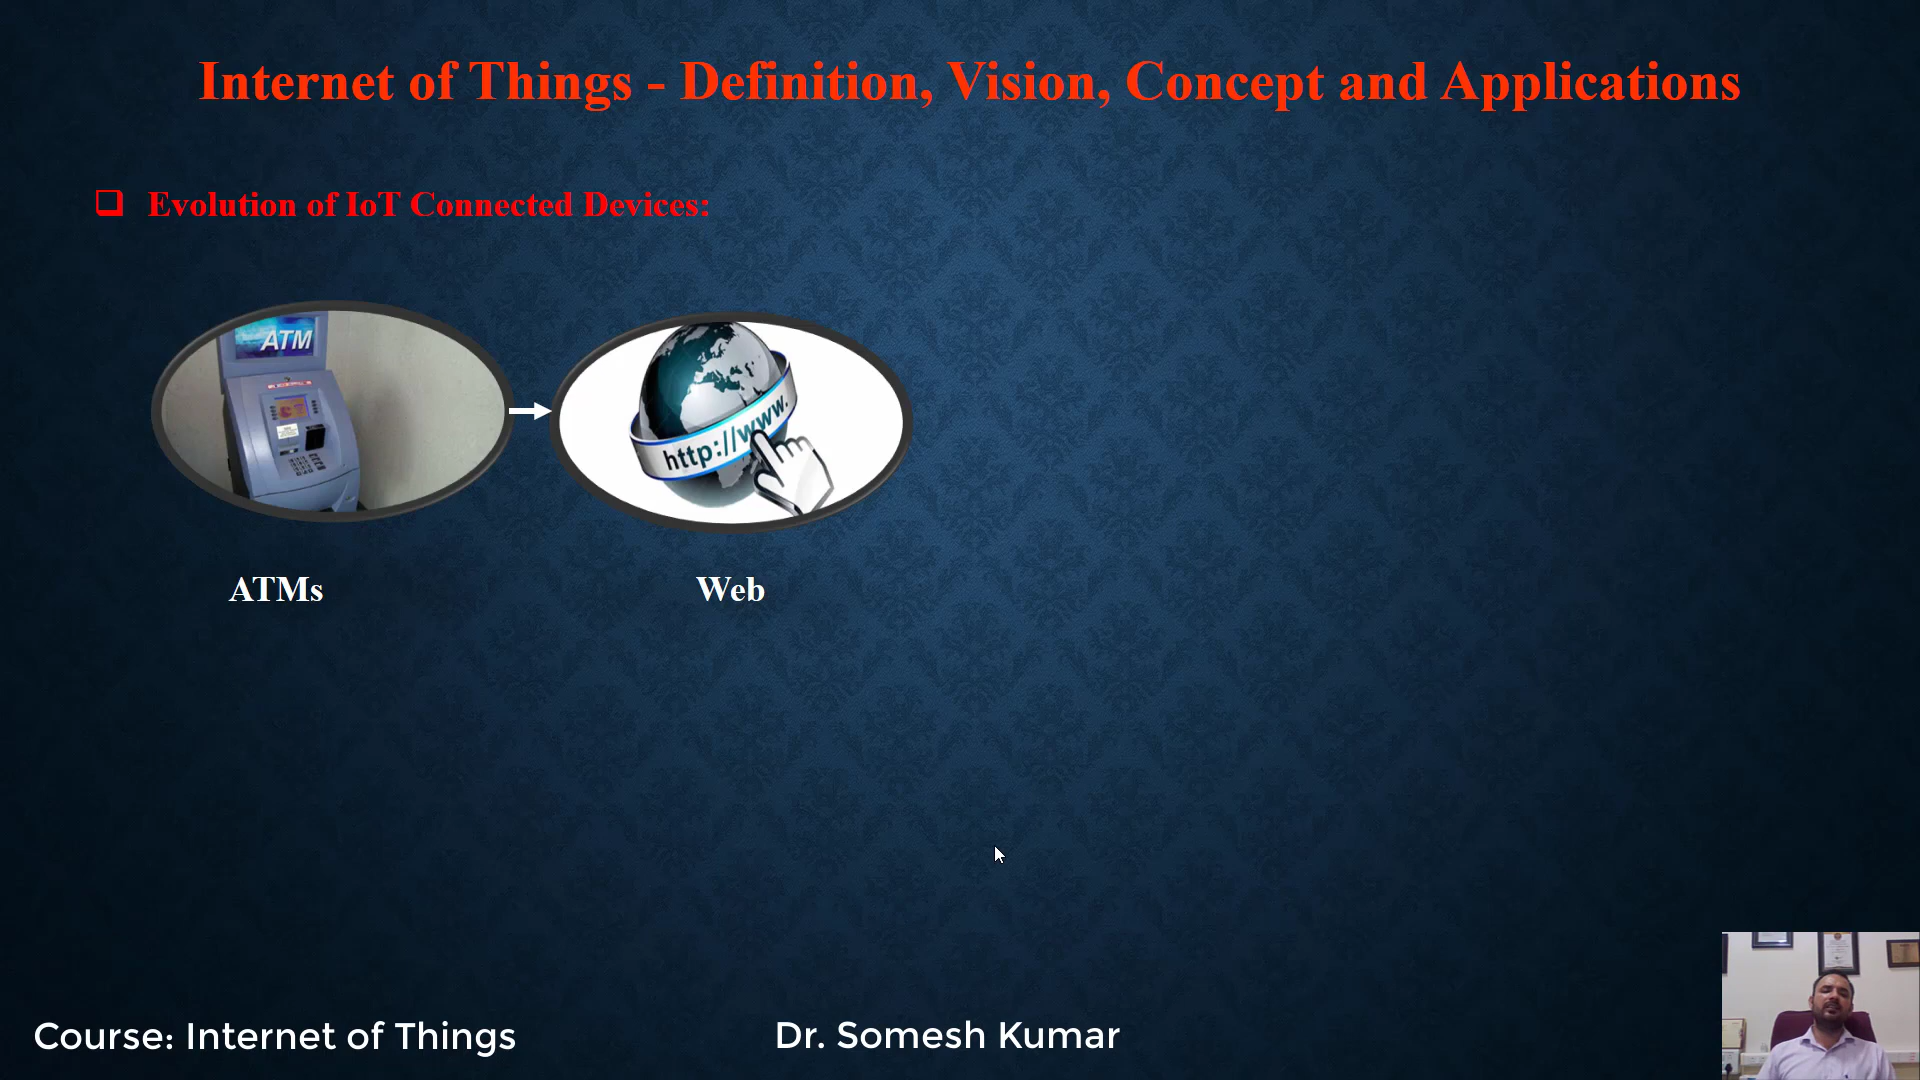 Internet of Things - Definition, Vision, Concept and Applications
Evolution of IoT Connected Devices:
ATM
http://www.
ATMs
Web
Course: Internet of Things
Dr. Somesh Kumar